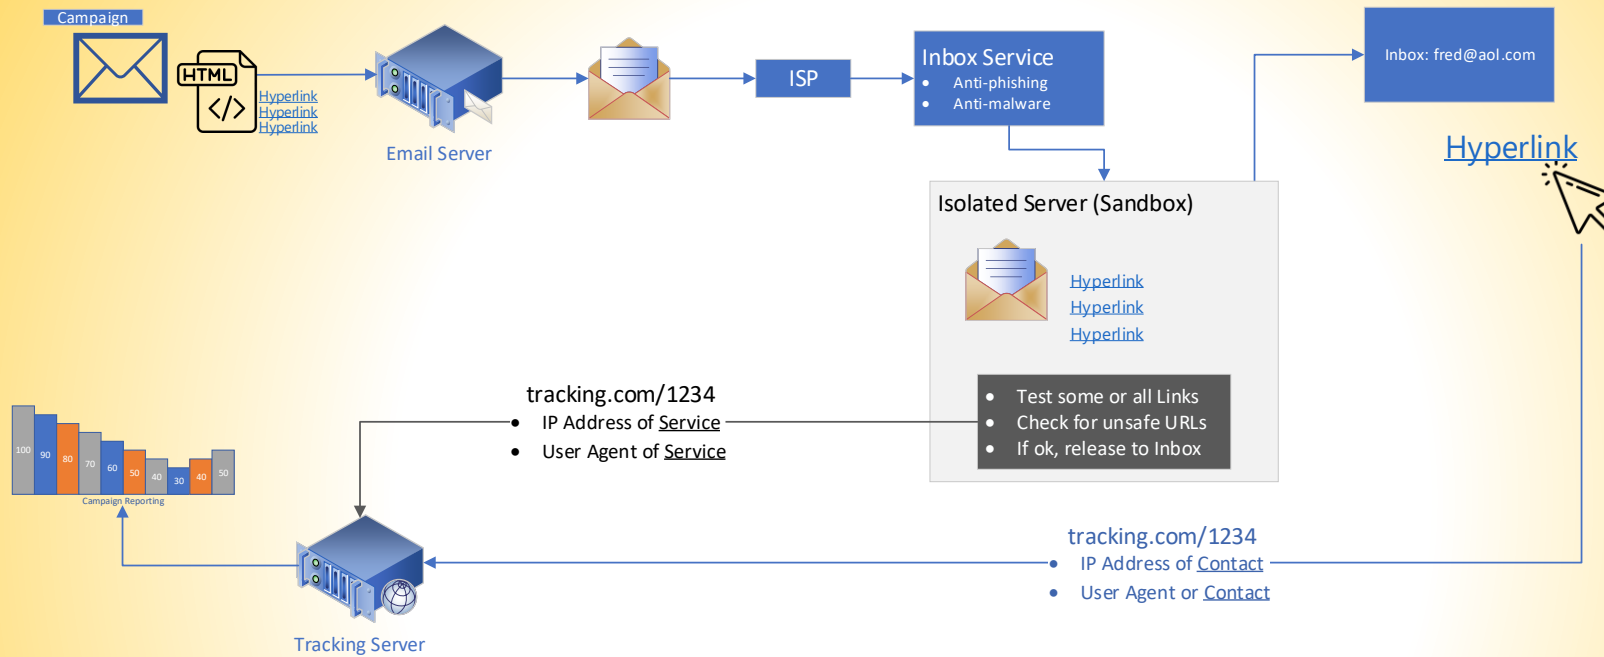 Campaign
HTML
</>
Hyperlink
Hyperlink
Hyperlink
Email Server
ISP
Inbox Service
• Anti-phishing
• Anti-malware
Inbox: fred@aol.com
Hyperlink
Isolated Server (Sandbox)
Hyperlink
Hyperlink
Hyperlink
• Test some or all Links
• Check for unsafe URLs
• If ok, release to Inbox
tracking.com/1234
• IP Address of Service
• User Agent of Service
100 90 80 70 60 50 40 30 40 50
Campaign Reporting
tracking.com/1234
• IP Address of Contact
• User Agent or Contact
Tracking Server